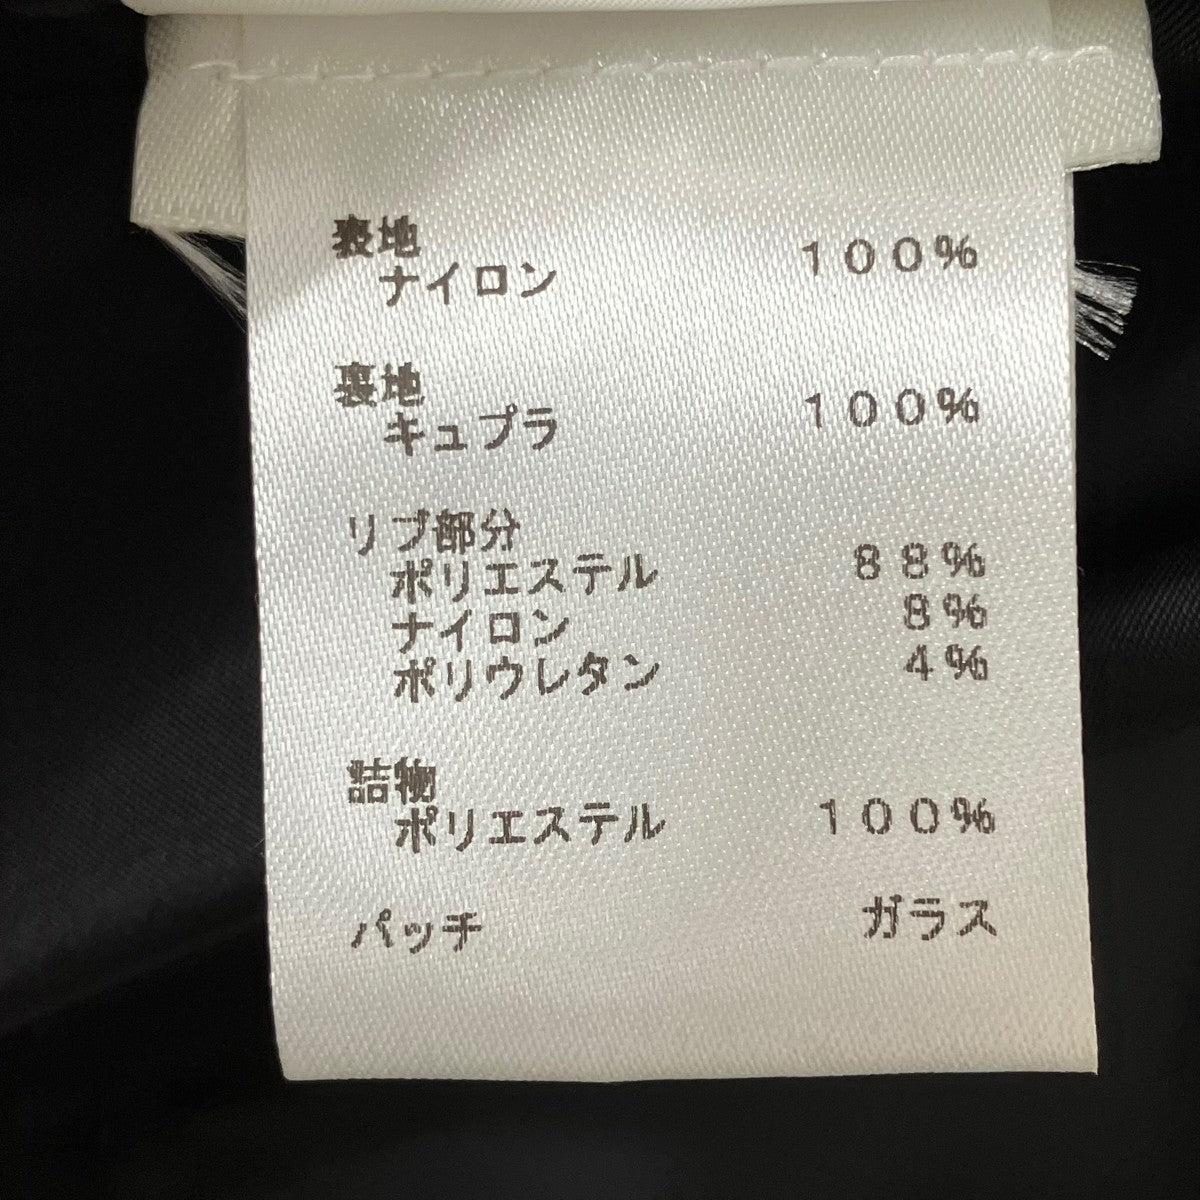 表地
ナイロン 100%
裏地
キュプラ 100%
リブ部分
ポリエステル 88%
ナイロン 8%
ポリウレタン 4%
詰物
ポリエステル 100%
パッチ ガラス